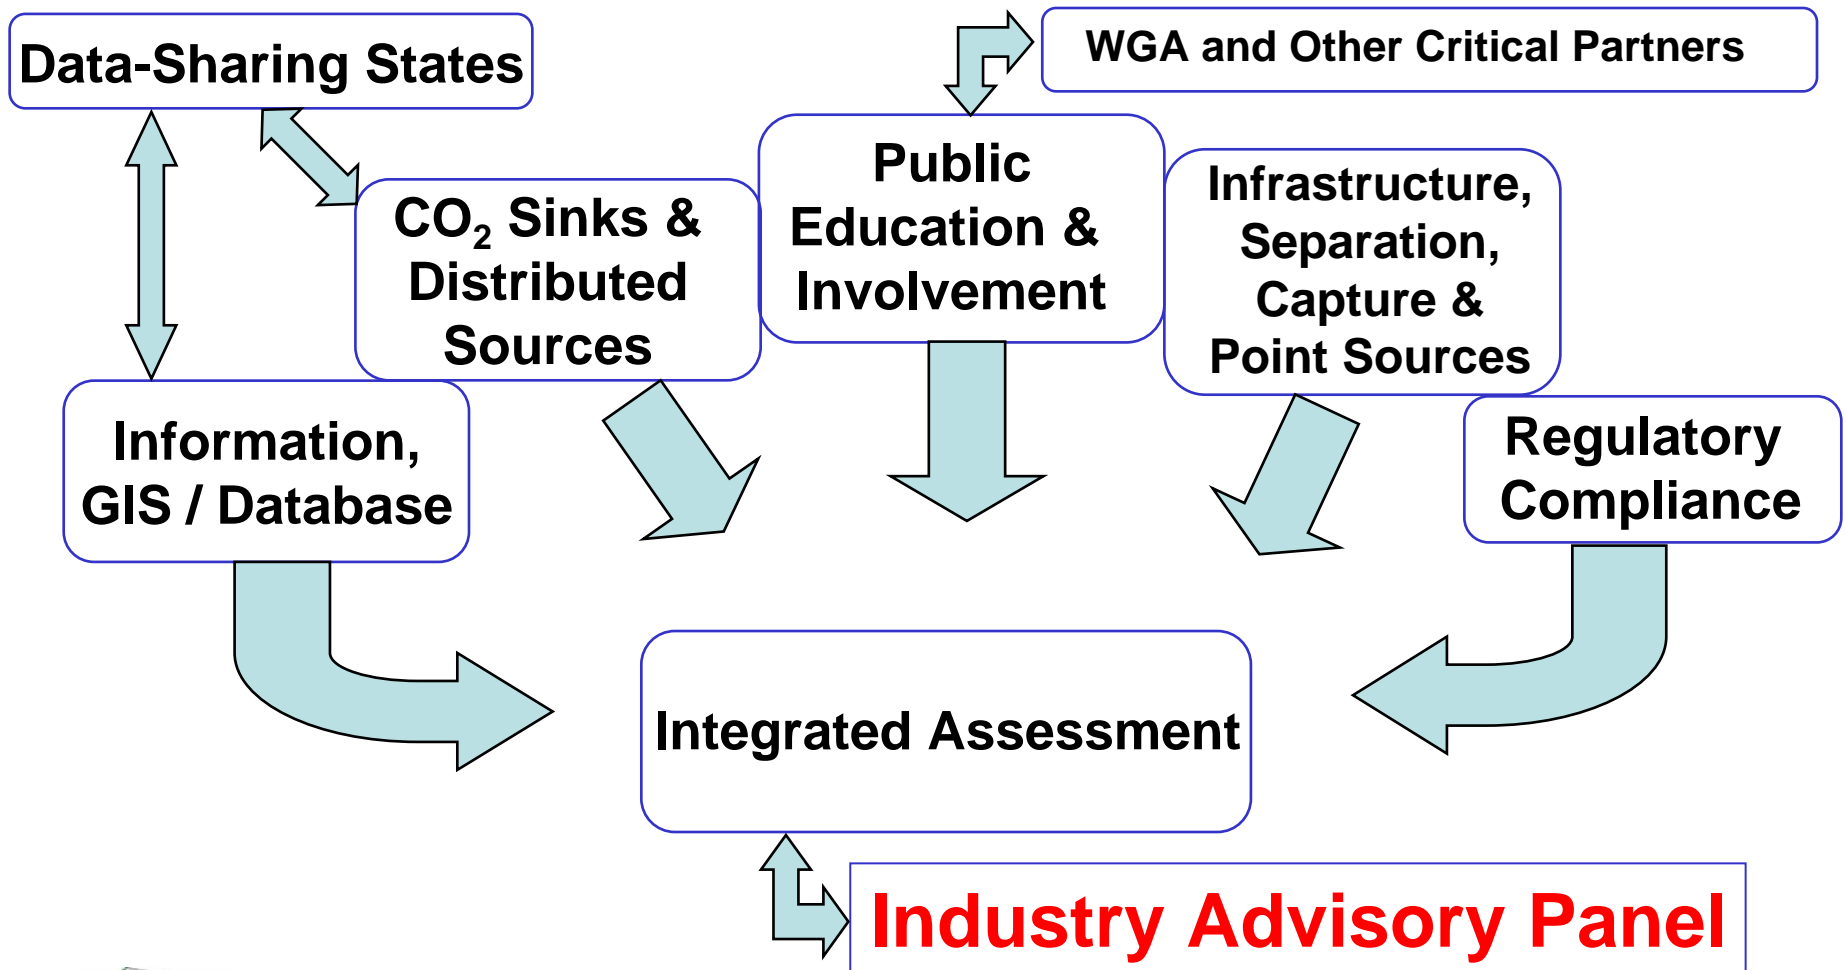 Data-Sharing States
WGA and Other Critical Partners
CO₂ Sinks &
Distributed
Sources
Public
Education &
Involvement
Infrastructure,
Separation,
Capture &
Point Sources
Information,
GIS / Database
Regulatory
Compliance
Integrated Assessment
Industry Advisory Panel